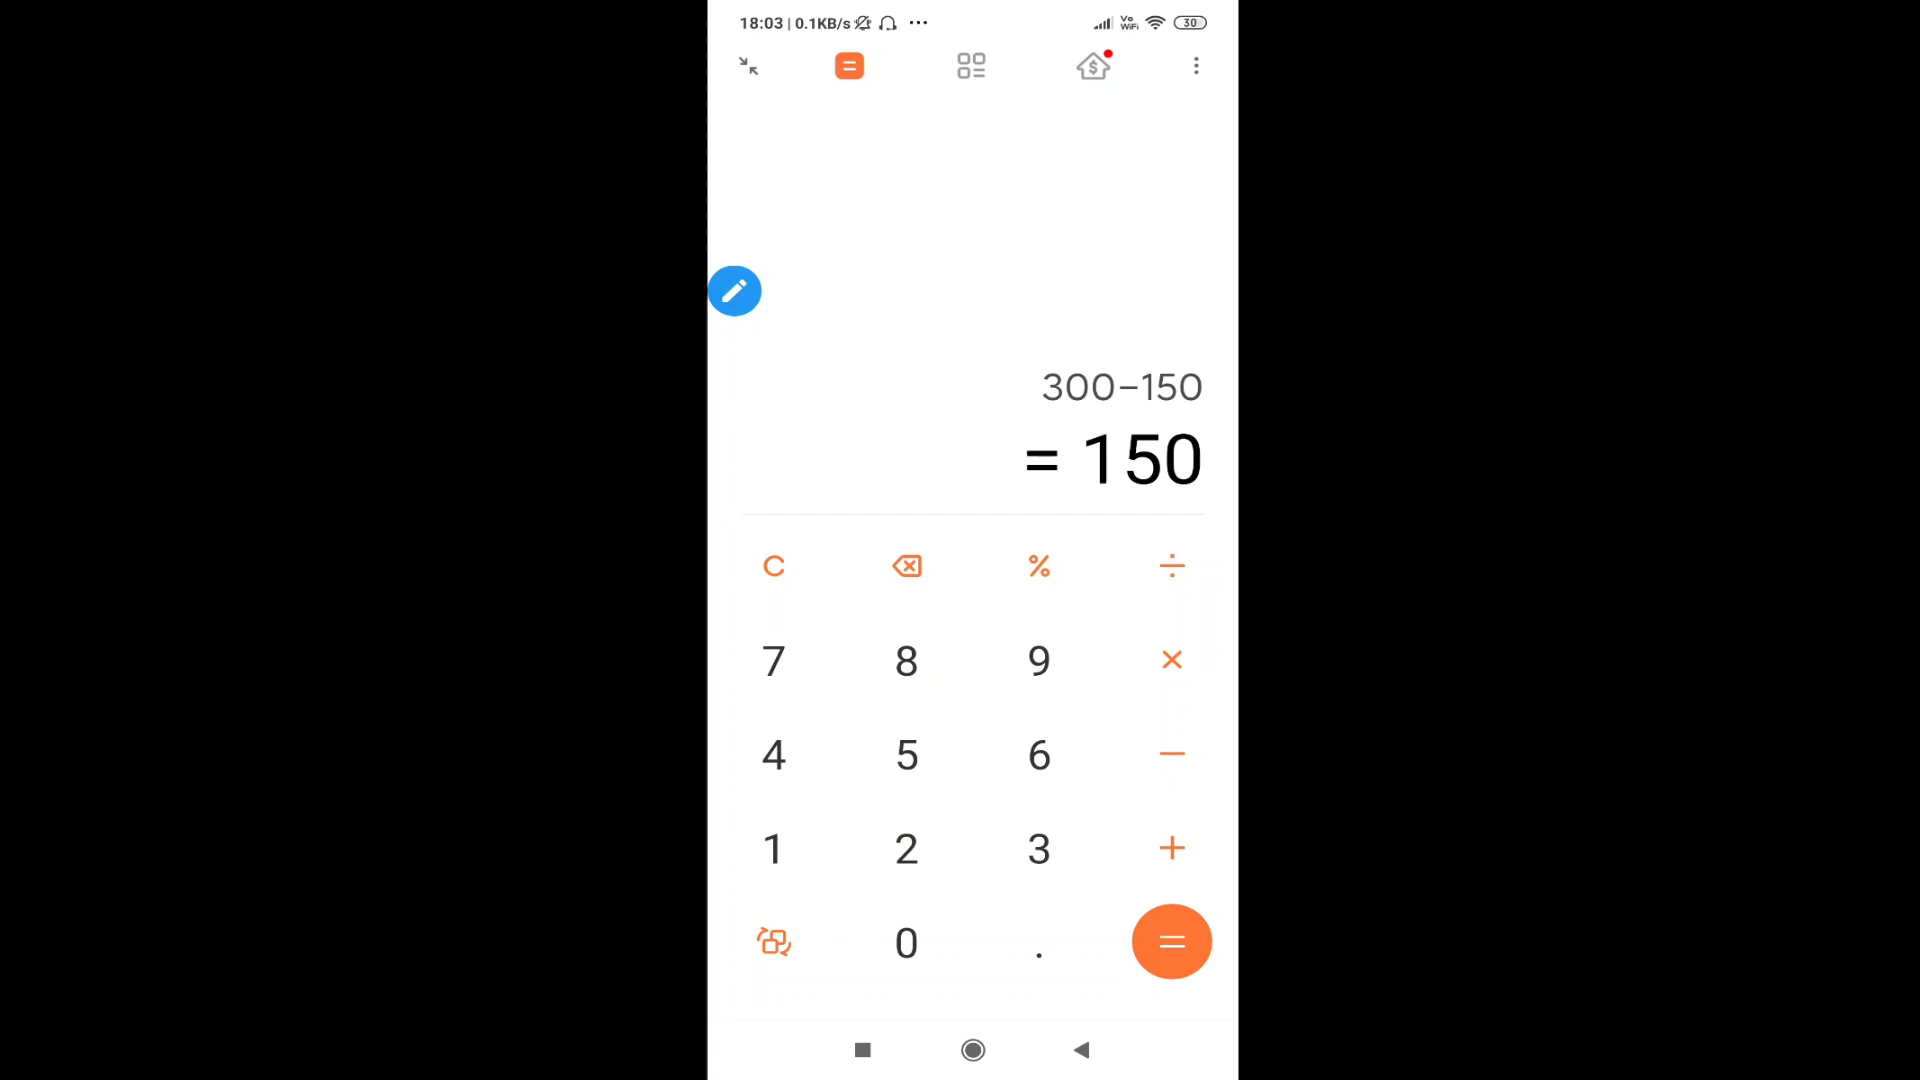 18:03 | 0.1KB/s ...
Vo WiFi 30
300−150
= 150
C % ÷
7 8 9 ×
4 5 6 −
1 2 3 +
0 . =